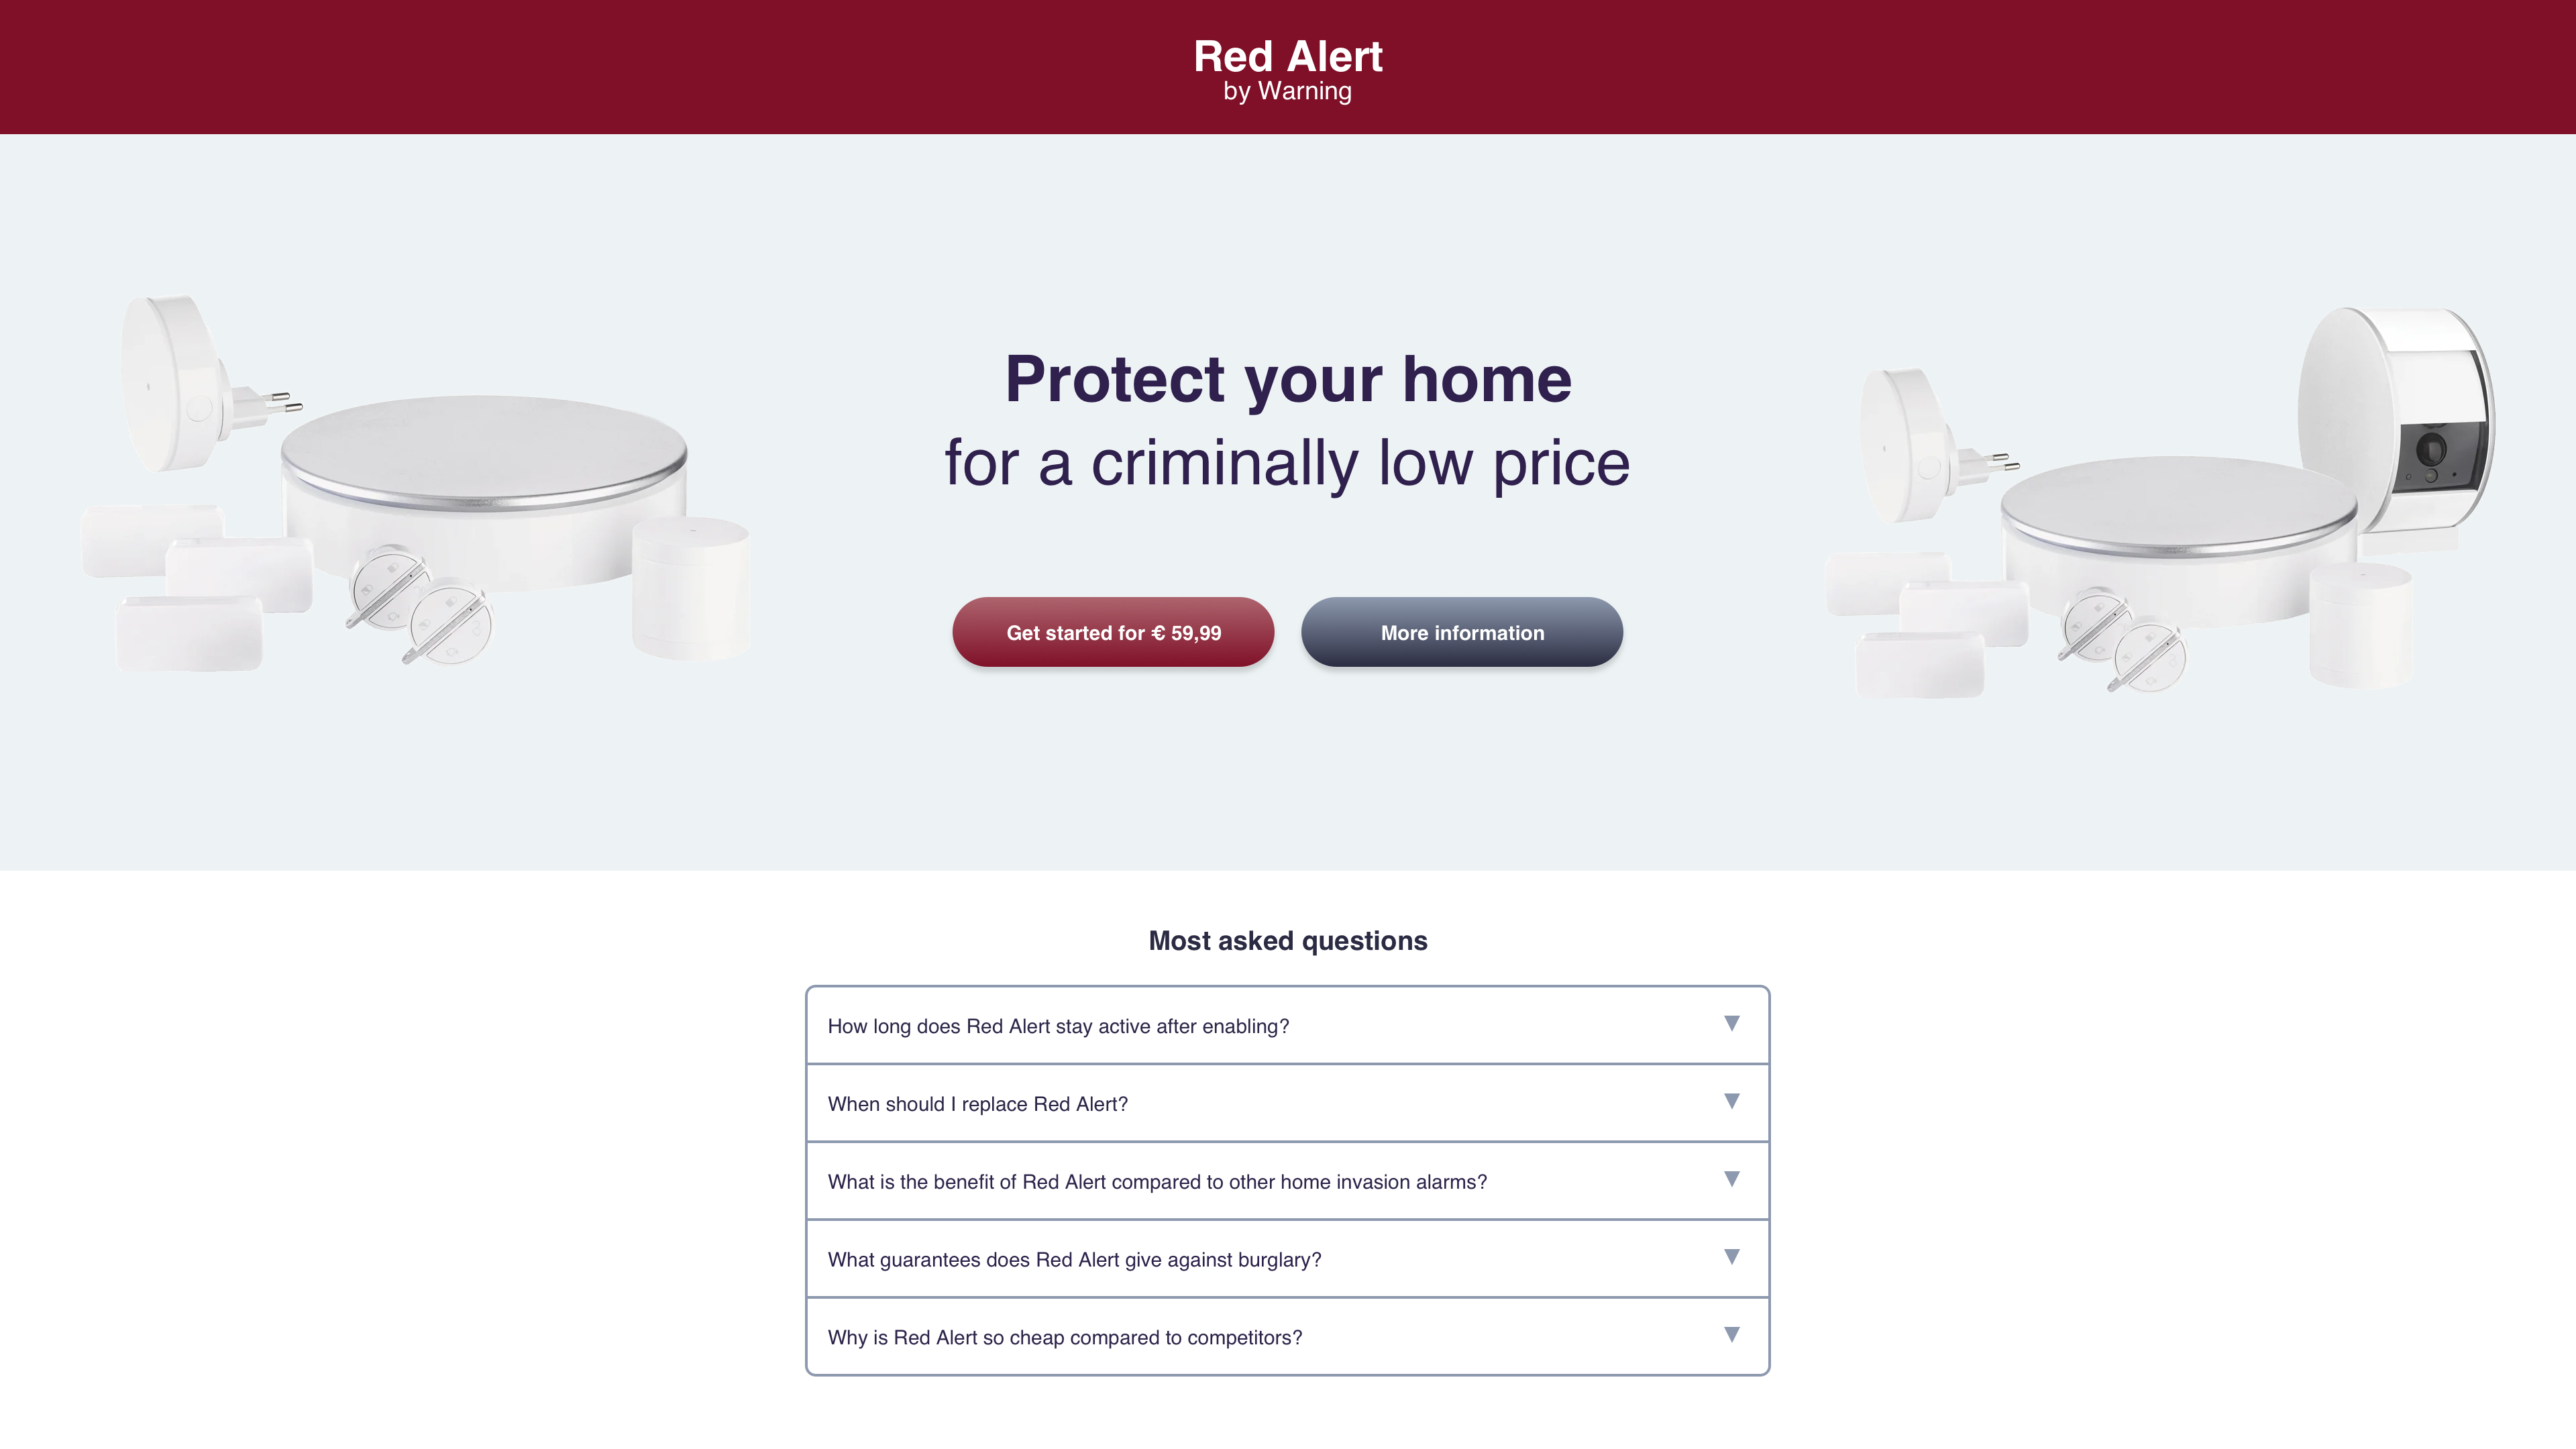 Red Alert
by Warning
Protect your home
for a criminally low price
Get started for € 59,99
More information
Most asked questions
How long does Red Alert stay active after enabling?
When should I replace Red Alert?
What is the benefit of Red Alert compared to other home invasion alarms?
What guarantees does Red Alert give against burglary?
Why is Red Alert so cheap compared to competitors?